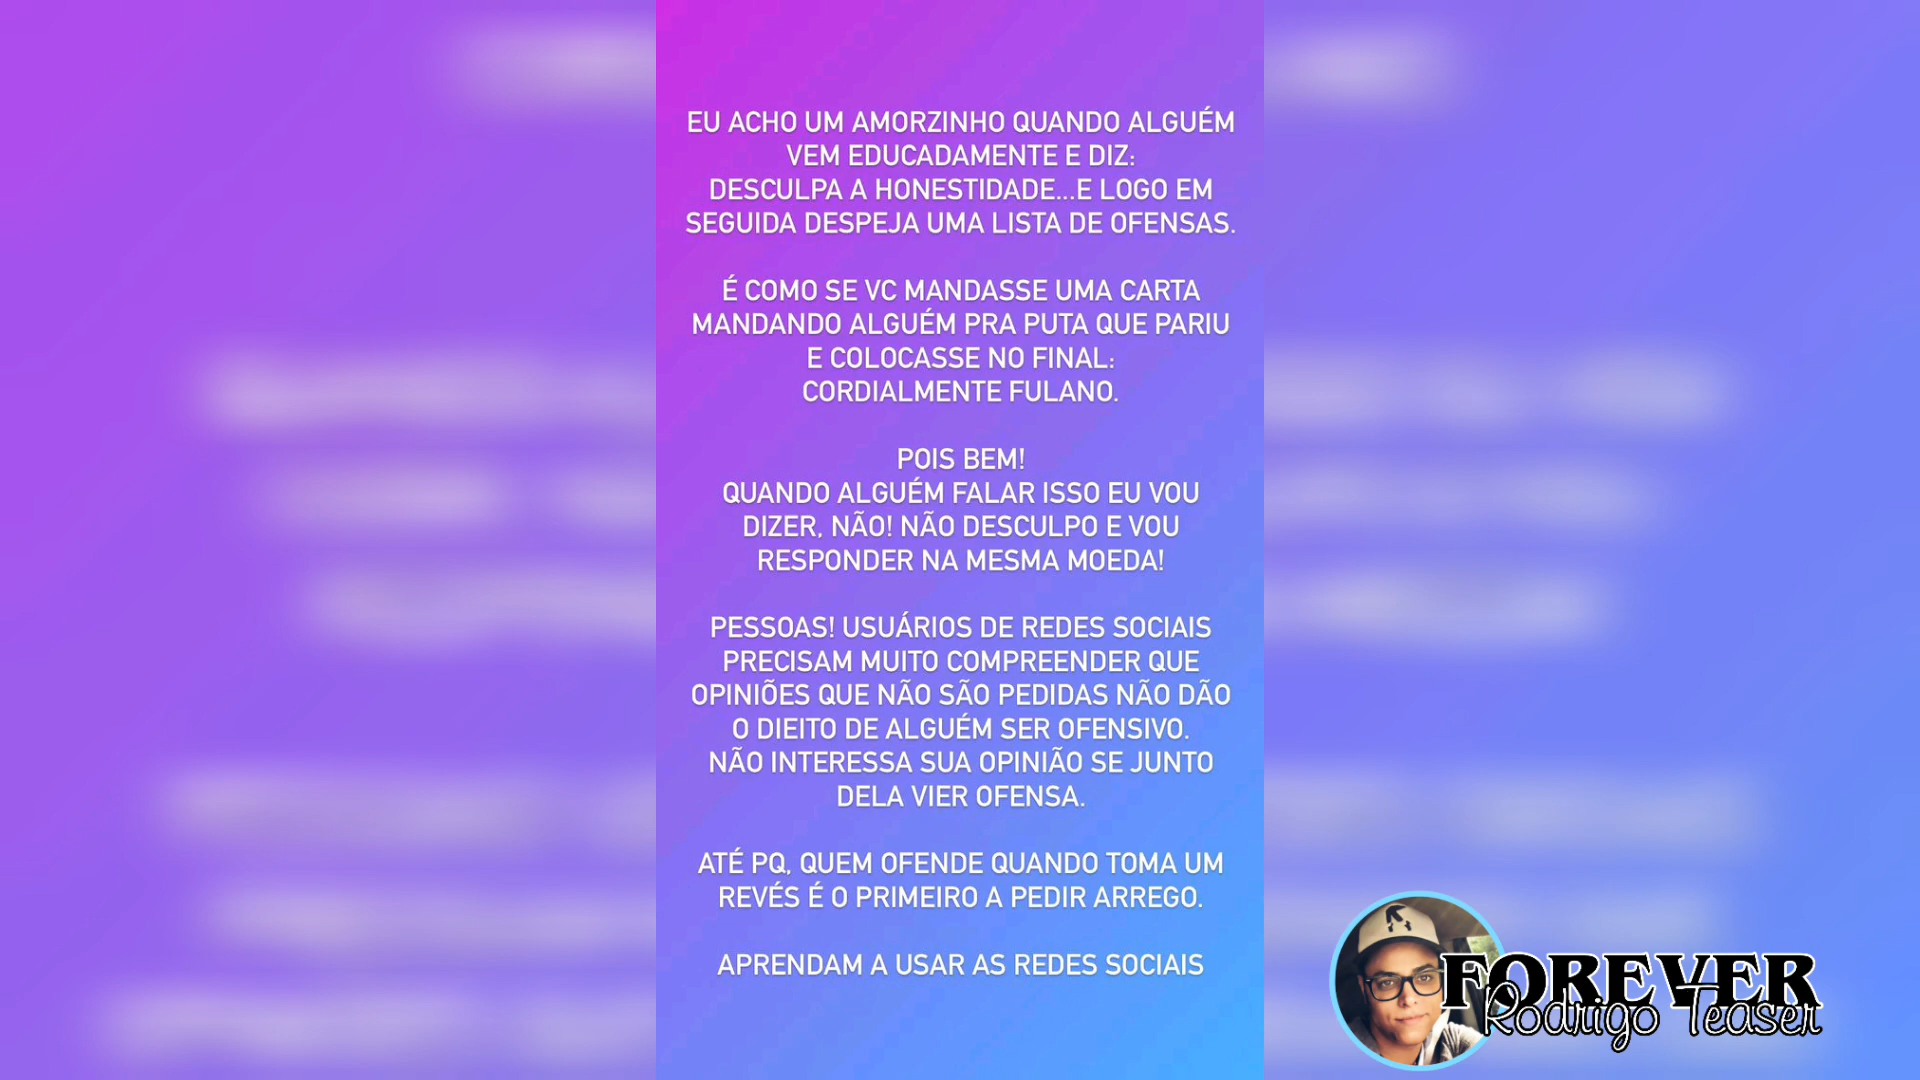 EU ACHO UM AMORZINHO QUANDO ALGUÉM
VEM EDUCADAMENTE E DIZ:
DESCULPA A HONESTIDADE...E LOGO EM
SEGUIDA DESPEJA UMA LISTA DE OFENSAS.
É COMO SE VC MANDASSE UMA CARTA
MANDANDO ALGUÉM PRA PUTA QUE PARIU
E COLOCASSE NO FINAL:
CORDIALMENTE FULANO.
POIS BEM!
QUANDO ALGUÉM FALAR ISSO EU VOU
DIZER, NÃO! NÃO DESCULPO E VOU
RESPONDER NA MESMA MOEDA!
PESSOAS! USUÁRIOS DE REDES SOCIAIS
PRECISAM MUITO COMPREENDER QUE
OPINIÕES QUE NÃO SÃO PEDIDAS NÃO DÃO
O DIEITO DE ALGUÉM SER OFENSIVO.
NÃO INTERESSA SUA OPINIÃO SE JUNTO
DELA VIER OFENSA.
ATÉ PQ, QUEM OFENDE QUANDO TOMA UM
REVÉS É O PRIMEIRO A PEDIR ARREGO.
APRENDAM A USAR AS REDES SOCIAIS
FOREVER
Rodrigo Teaser